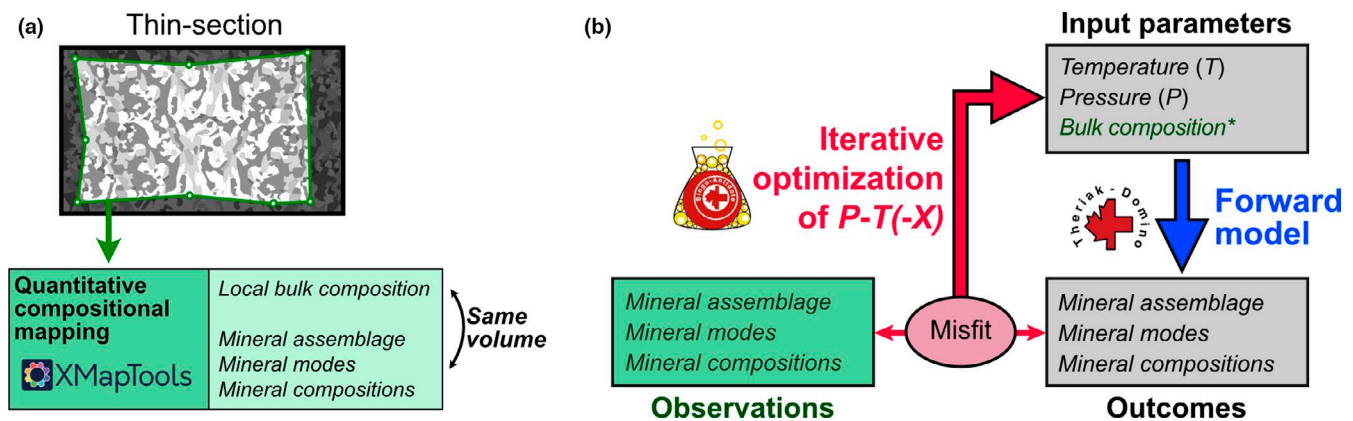 (a)
Thin-section
Quantitative
compositional
mapping
XMapTools
Local bulk composition
Mineral assemblage
Mineral modes
Mineral compositions
Same
volume
(b)
Input parameters
Temperature (T)
Pressure (P)
Bulk composition*
Iterative
optimization
of P-T(-X)
Bingo-Antidote
Theriak-Domino
Forward
model
Mineral assemblage
Mineral modes
Mineral compositions
Observations
Misfit
Mineral assemblage
Mineral modes
Mineral compositions
Outcomes